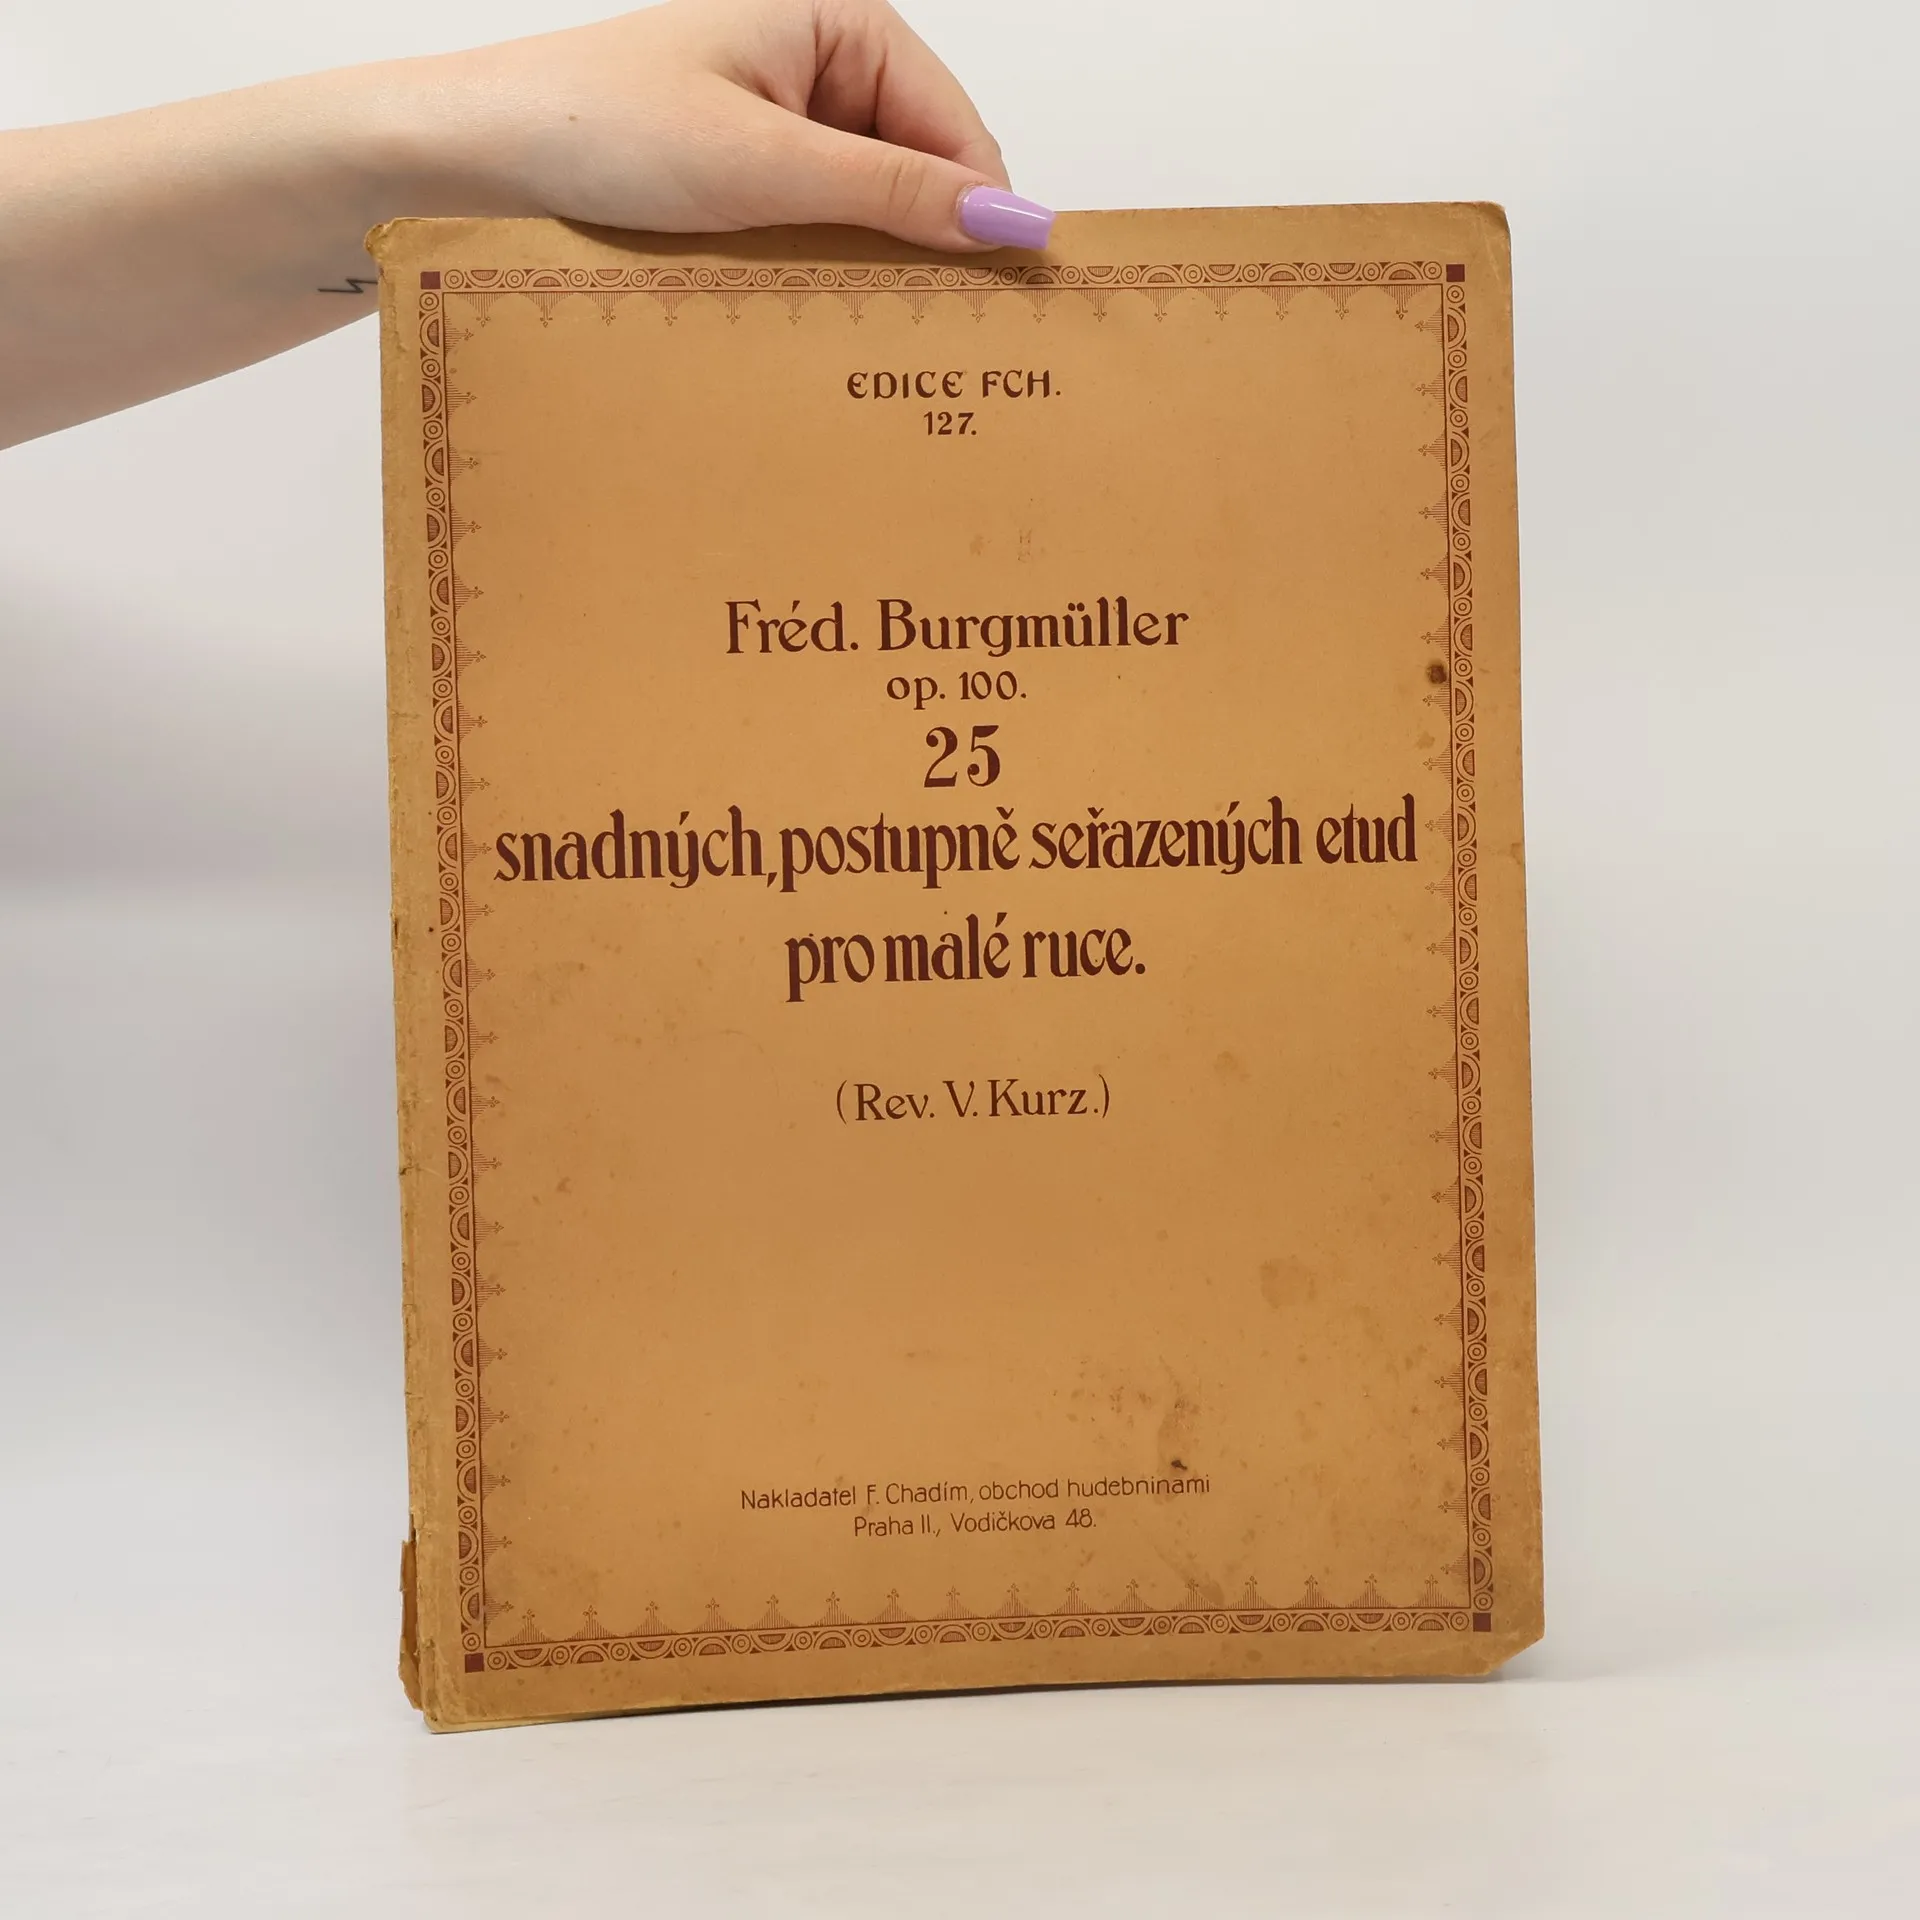 EDICE FCH.
127.
Fréd. Burgmüller
op. 100.
25
snadných, postupně seřazených etud
pro malé ruce.
(Rev. V. Kurz.)
Nakladatel F. Chadím, obchod hudebninami
Praha II., Vodičkova 48.